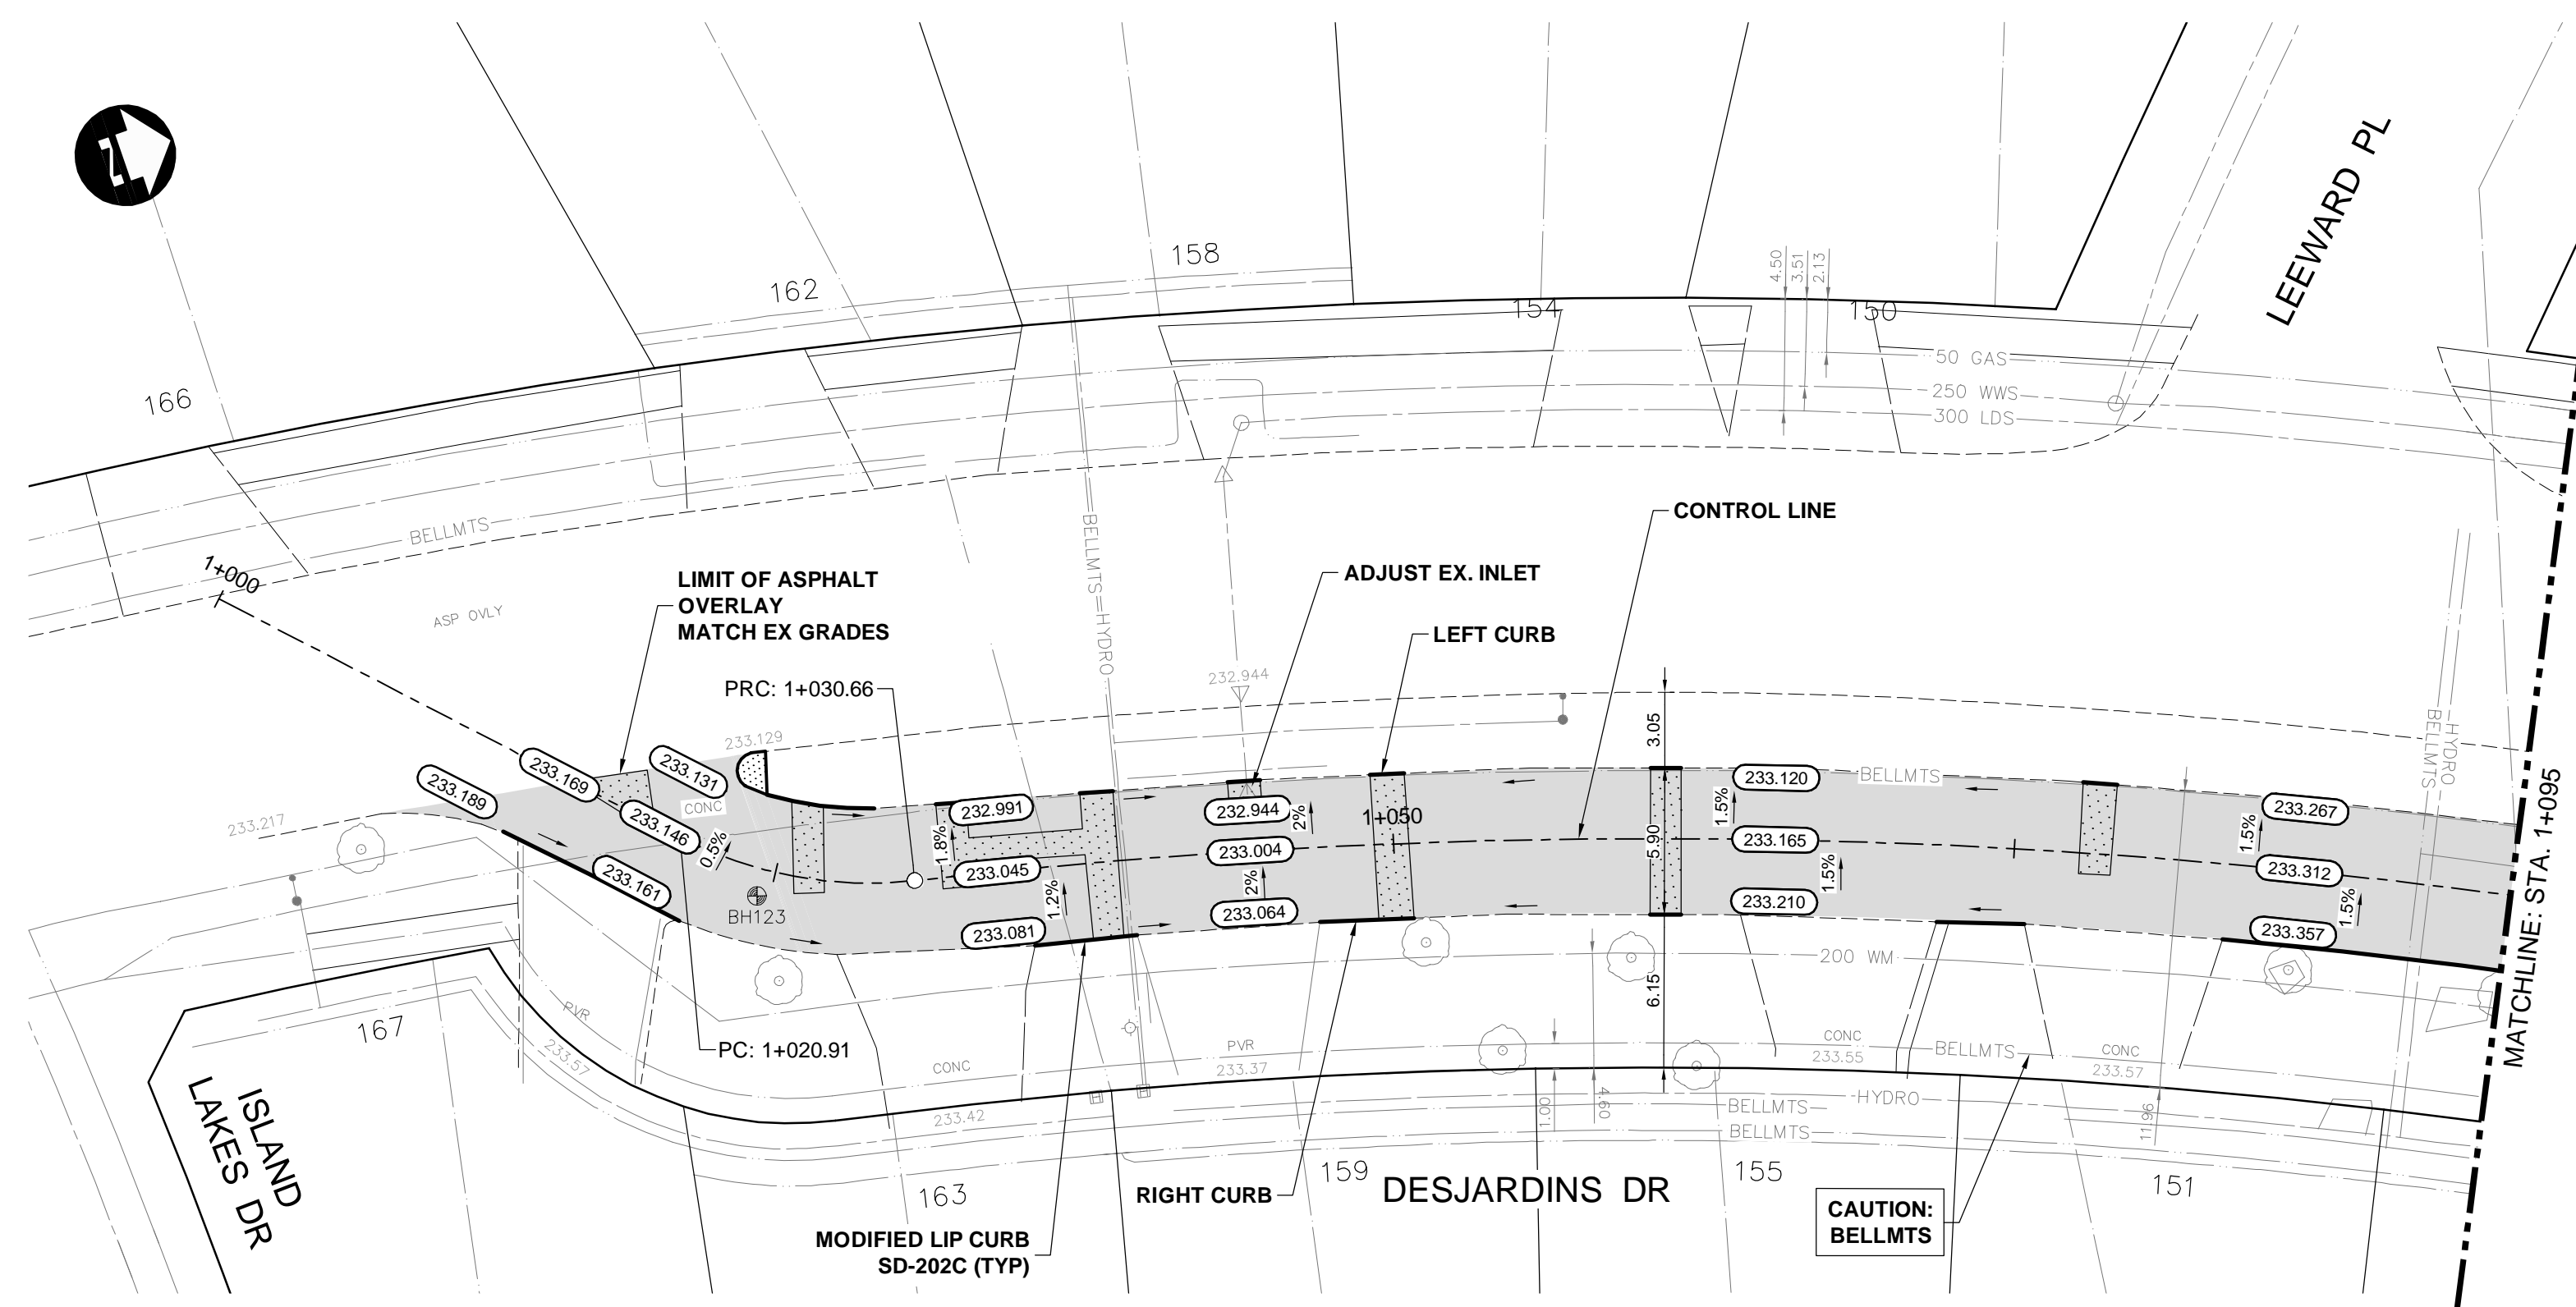 LEEWARD PL
158
162
166
154
150
4.50
3.51
2.13
50 GAS
250 WWS
300 LDS
BELLMTS
1+000
ASP OVLY
BELLMTS
HYDRO
CONTROL LINE
LIMIT OF ASPHALT
OVERLAY
MATCH EX GRADES
ADJUST EX. INLET
LEFT CURB
PRC: 1+030.66
232.944
233.129
3.05
HYDRO
BELLMTS
233.189
233.169
233.131
CONC
233.146
233.217
0.5%
233.161
BH123
232.991
1.8%
233.045
1.2%
233.081
232.944
2%
233.004
2%
233.064
1+050
5.90
233.120
BELLMTS
1.5%
233.165
1.5%
233.210
233.267
1.5%
233.312
1.5%
233.357
MATCHLINE: STA. 1+095
200 WM
6.15
PC: 1+020.91
PVR
233.57
167
CONC
233.42
PVR
233.37
CONC
233.55
BELLMTS
CONC
233.57
HYDRO
BELLMTS
BELLMTS
1.00
4.60
11.96
ISLAND
LAKES DR
163
159
155
151
DESJARDINS DR
RIGHT CURB
MODIFIED LIP CURB
SD-202C (TYP)
CAUTION:
BELLMTS